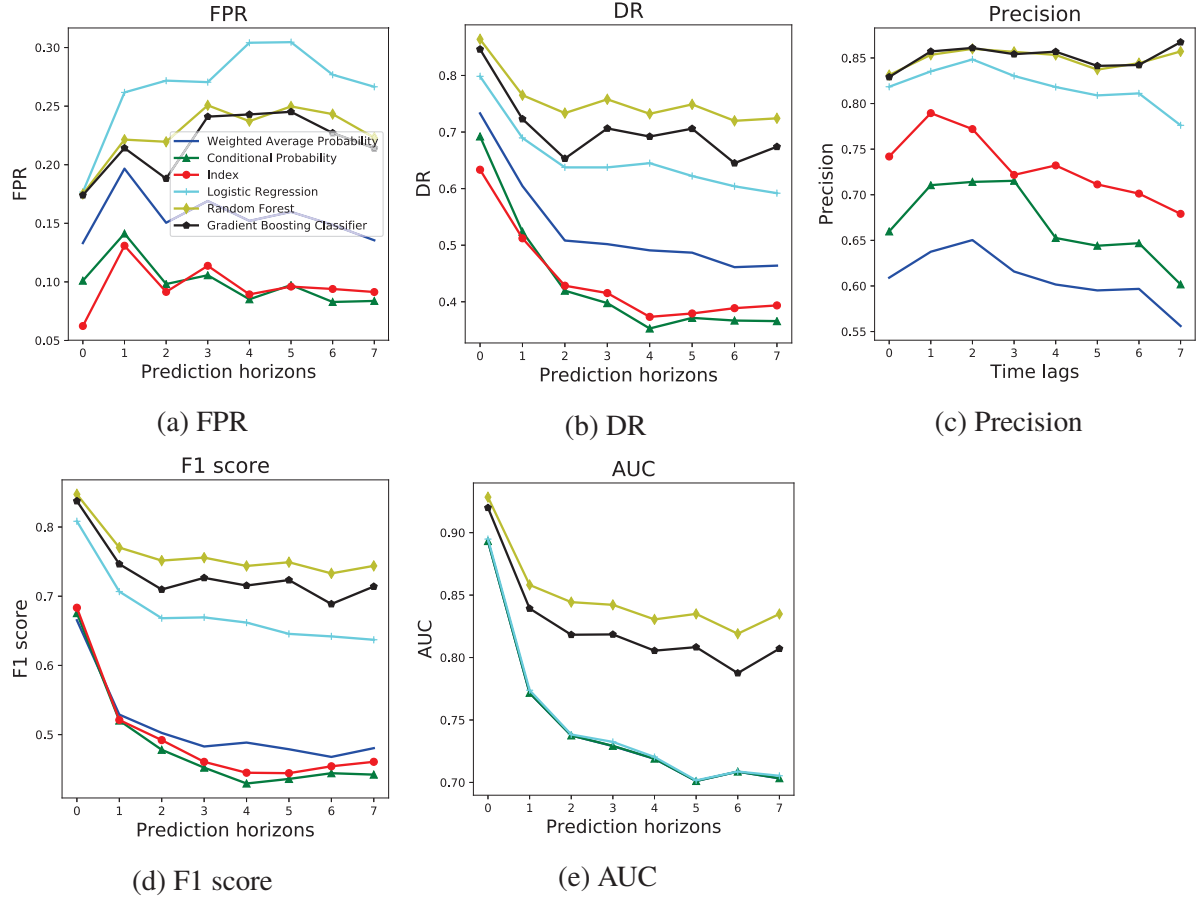 FPR
0.30
0.25
0.20
0.15
0.10
0.05
FPR
Weighted Average Probability
Conditional Probability
Index
Logistic Regression
Random Forest
Gradient Boosting Classifier
0 1 2 3 4 5 6 7
Prediction horizons
(a) FPR
DR
0.8
0.7
0.6
0.5
0.4
DR
0 1 2 3 4 5 6 7
Prediction horizons
(b) DR
Precision
0.85
0.80
0.75
0.70
0.65
0.60
0.55
Precision
0 1 2 3 4 5 6 7
Time lags
(c) Precision
F1 score
0.8
0.7
0.6
0.5
F1 score
0 1 2 3 4 5 6 7
Prediction horizons
(d) F1 score
AUC
0.90
0.85
0.80
0.75
0.70
AUC
0 1 2 3 4 5 6 7
Prediction horizons
(e) AUC